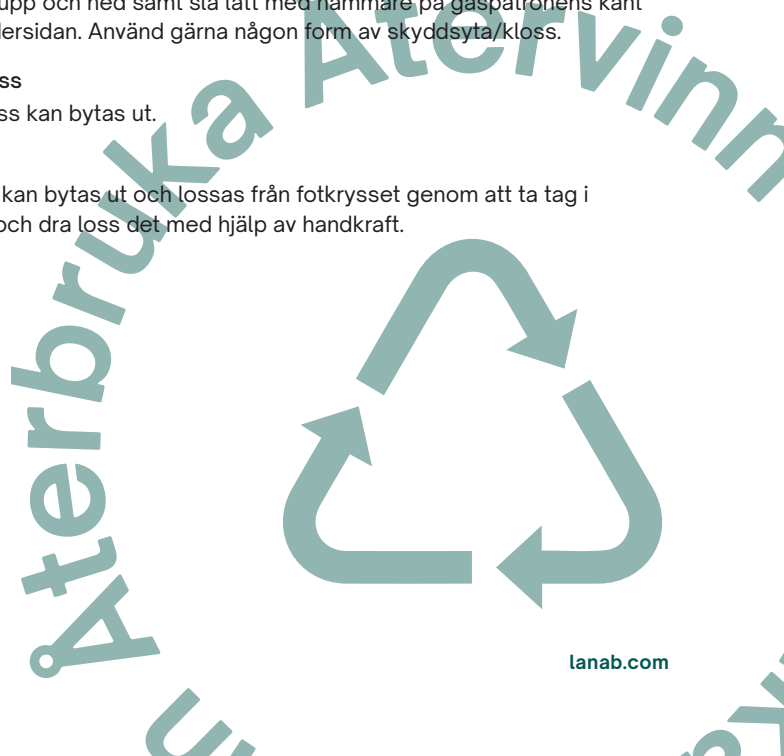 upp och ned samt slå lätt med hammare på gaspatronens kant
dersidan. Använd gärna någon form av skyddsyta/kloss.
ss
ss kan bytas ut.
kan bytas ut och lossas från fotkrysset genom att ta tag i
och dra loss det med hjälp av handkraft.
Återbruka Återvinn
lanab.com